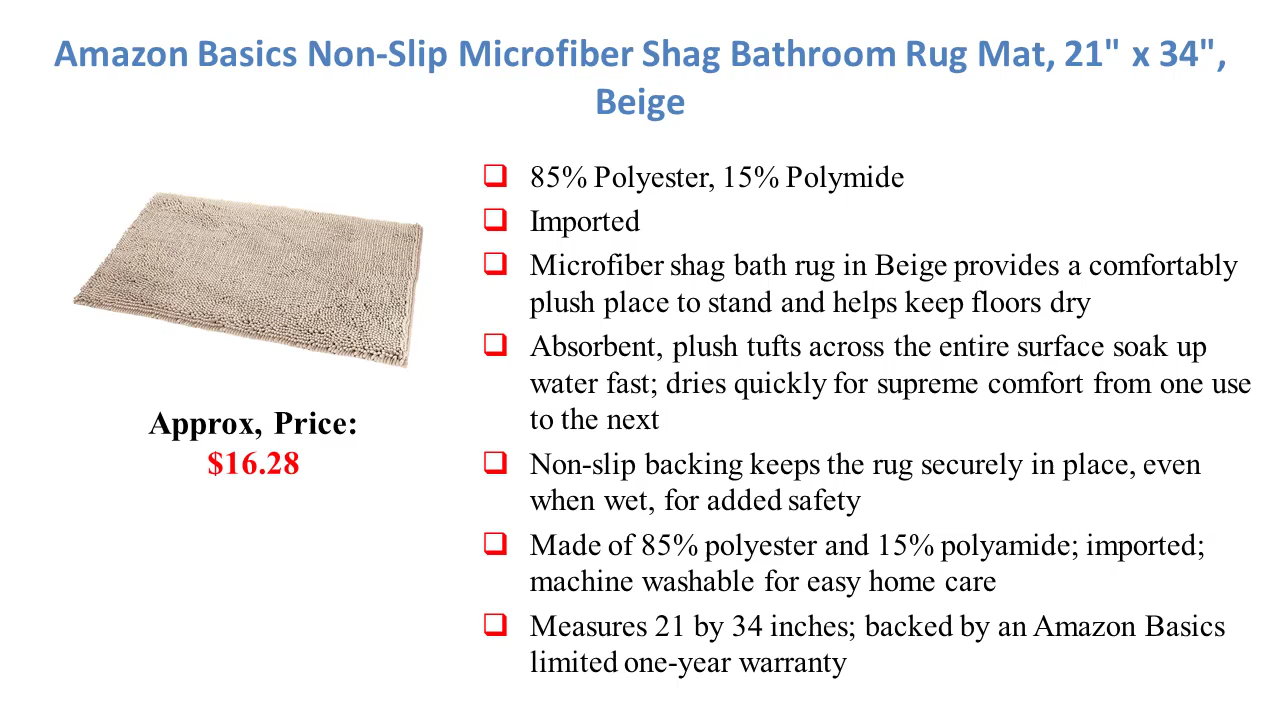 Amazon Basics Non-Slip Microfiber Shag Bathroom Rug Mat, 21" x 34",
Beige
Approx, Price:
$16.28
85% Polyester, 15% Polymide
Imported
Microfiber shag bath rug in Beige provides a comfortably
plush place to stand and helps keep floors dry
Absorbent, plush tufts across the entire surface soak up
water fast; dries quickly for supreme comfort from one use
to the next
Non-slip backing keeps the rug securely in place, even
when wet, for added safety
Made of 85% polyester and 15% polyamide; imported;
machine washable for easy home care
Measures 21 by 34 inches; backed by an Amazon Basics
limited one-year warranty